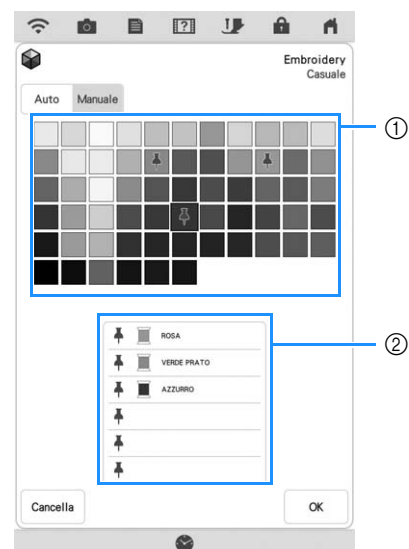 Embroidery
Casuale
Auto Manuale
①
ROSA
②
VERDE PRATO
AZZURRO
Cancella OK